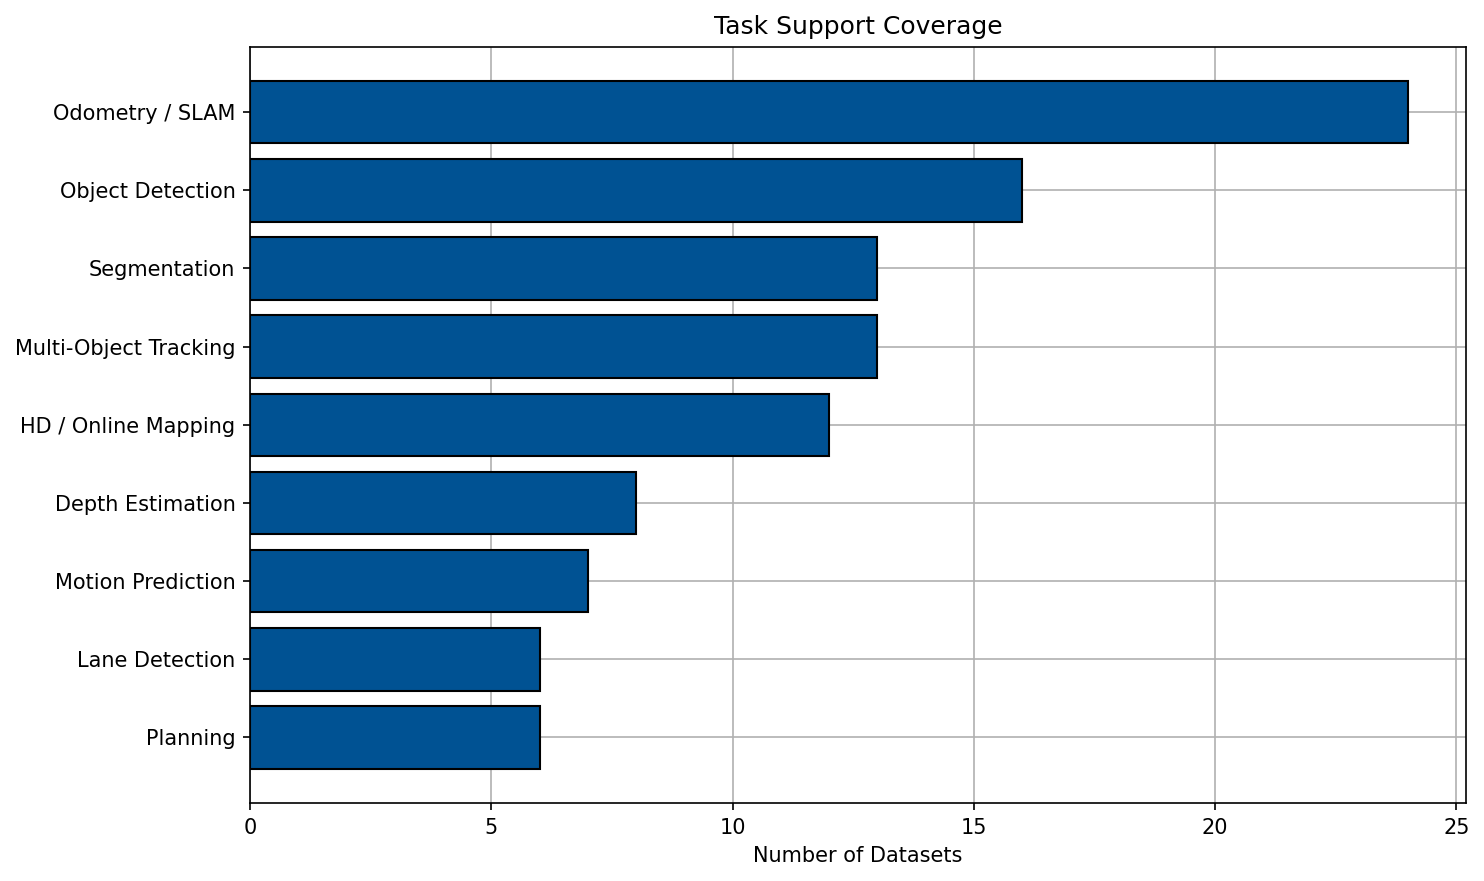 Task Support Coverage
Odometry / SLAM
Object Detection
Segmentation
Multi-Object Tracking
HD / Online Mapping
Depth Estimation
Motion Prediction
Lane Detection
Planning
0 5 10 15 20 25
Number of Datasets